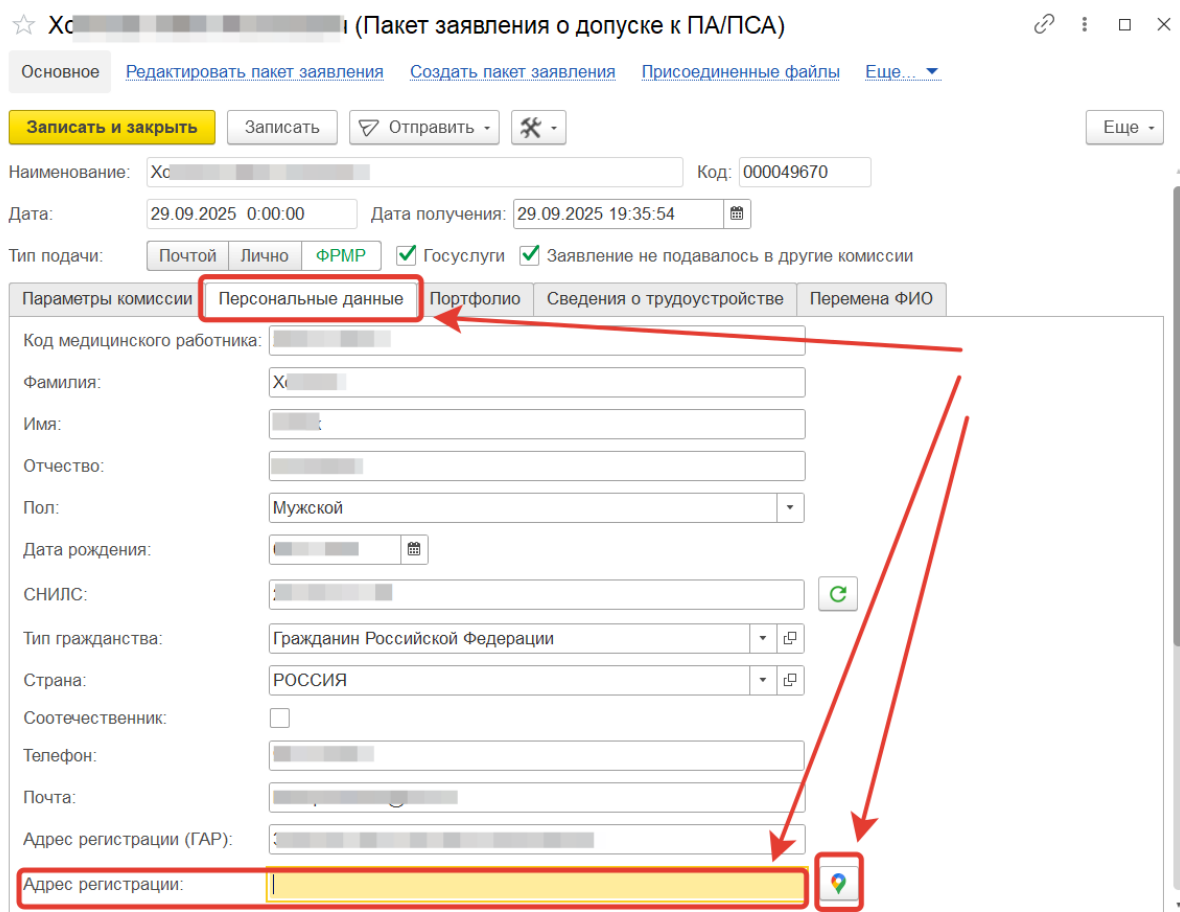 (Пакет заявления о допуске к ПА/ПСА)
Основное Редактировать пакет заявления Создать пакет заявления Присоединенные файлы Еще...
Записать и закрыть Записать Отправить Еще
Наименование: Хо Код: 000049670
Дата: 29.09.2025 0:00:00 Дата получения: 29.09.2025 19:35:54
Тип подачи: Почтой Лично ФРМР Госуслуги Заявление не подавалось в другие комиссии
Параметры комиссии Персональные данные Портфолио Сведения о трудоустройстве Перемена ФИО
Код медицинского работника:
Фамилия:
Имя:
Отчество:
Пол: Мужской
Дата рождения:
СНИЛС:
Тип гражданства: Гражданин Российской Федерации
Страна: РОССИЯ
Соотечественник:
Телефон:
Почта:
Адрес регистрации (ГАР):
Адрес регистрации: